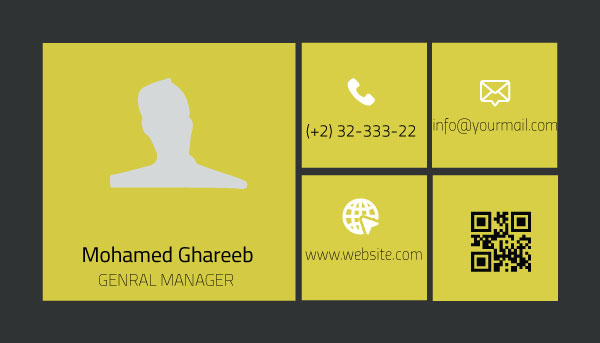 Mohamed Ghareeb
GENRAL MANAGER
(+2) 32-333-22
info@yourmail.com
www.website.com